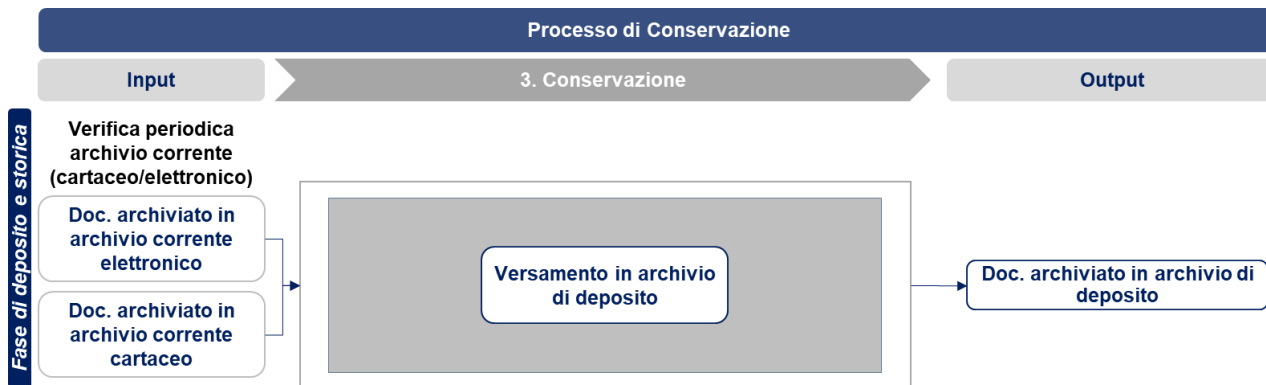 Processo di Conservazione
Input
3. Conservazione
Output
Fase di deposito e storica
Verifica periodica
archivio corrente
(cartaceo/elettronico)
Doc. archiviato in
archivio corrente
elettronico
Doc. archiviato in
archivio corrente
cartaceo
Versamento in archivio
di deposito
Doc. archiviato in archivio di
deposito